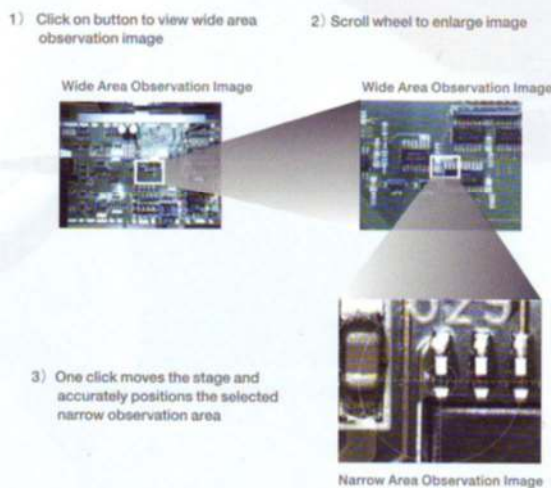 1) Click on button to view wide area
observation image
2) Scroll wheel to enlarge image
Wide Area Observation Image
Wide Area Observation Image
3) One click moves the stage and
accurately positions the selected
narrow observation area
Narrow Area Observation Image